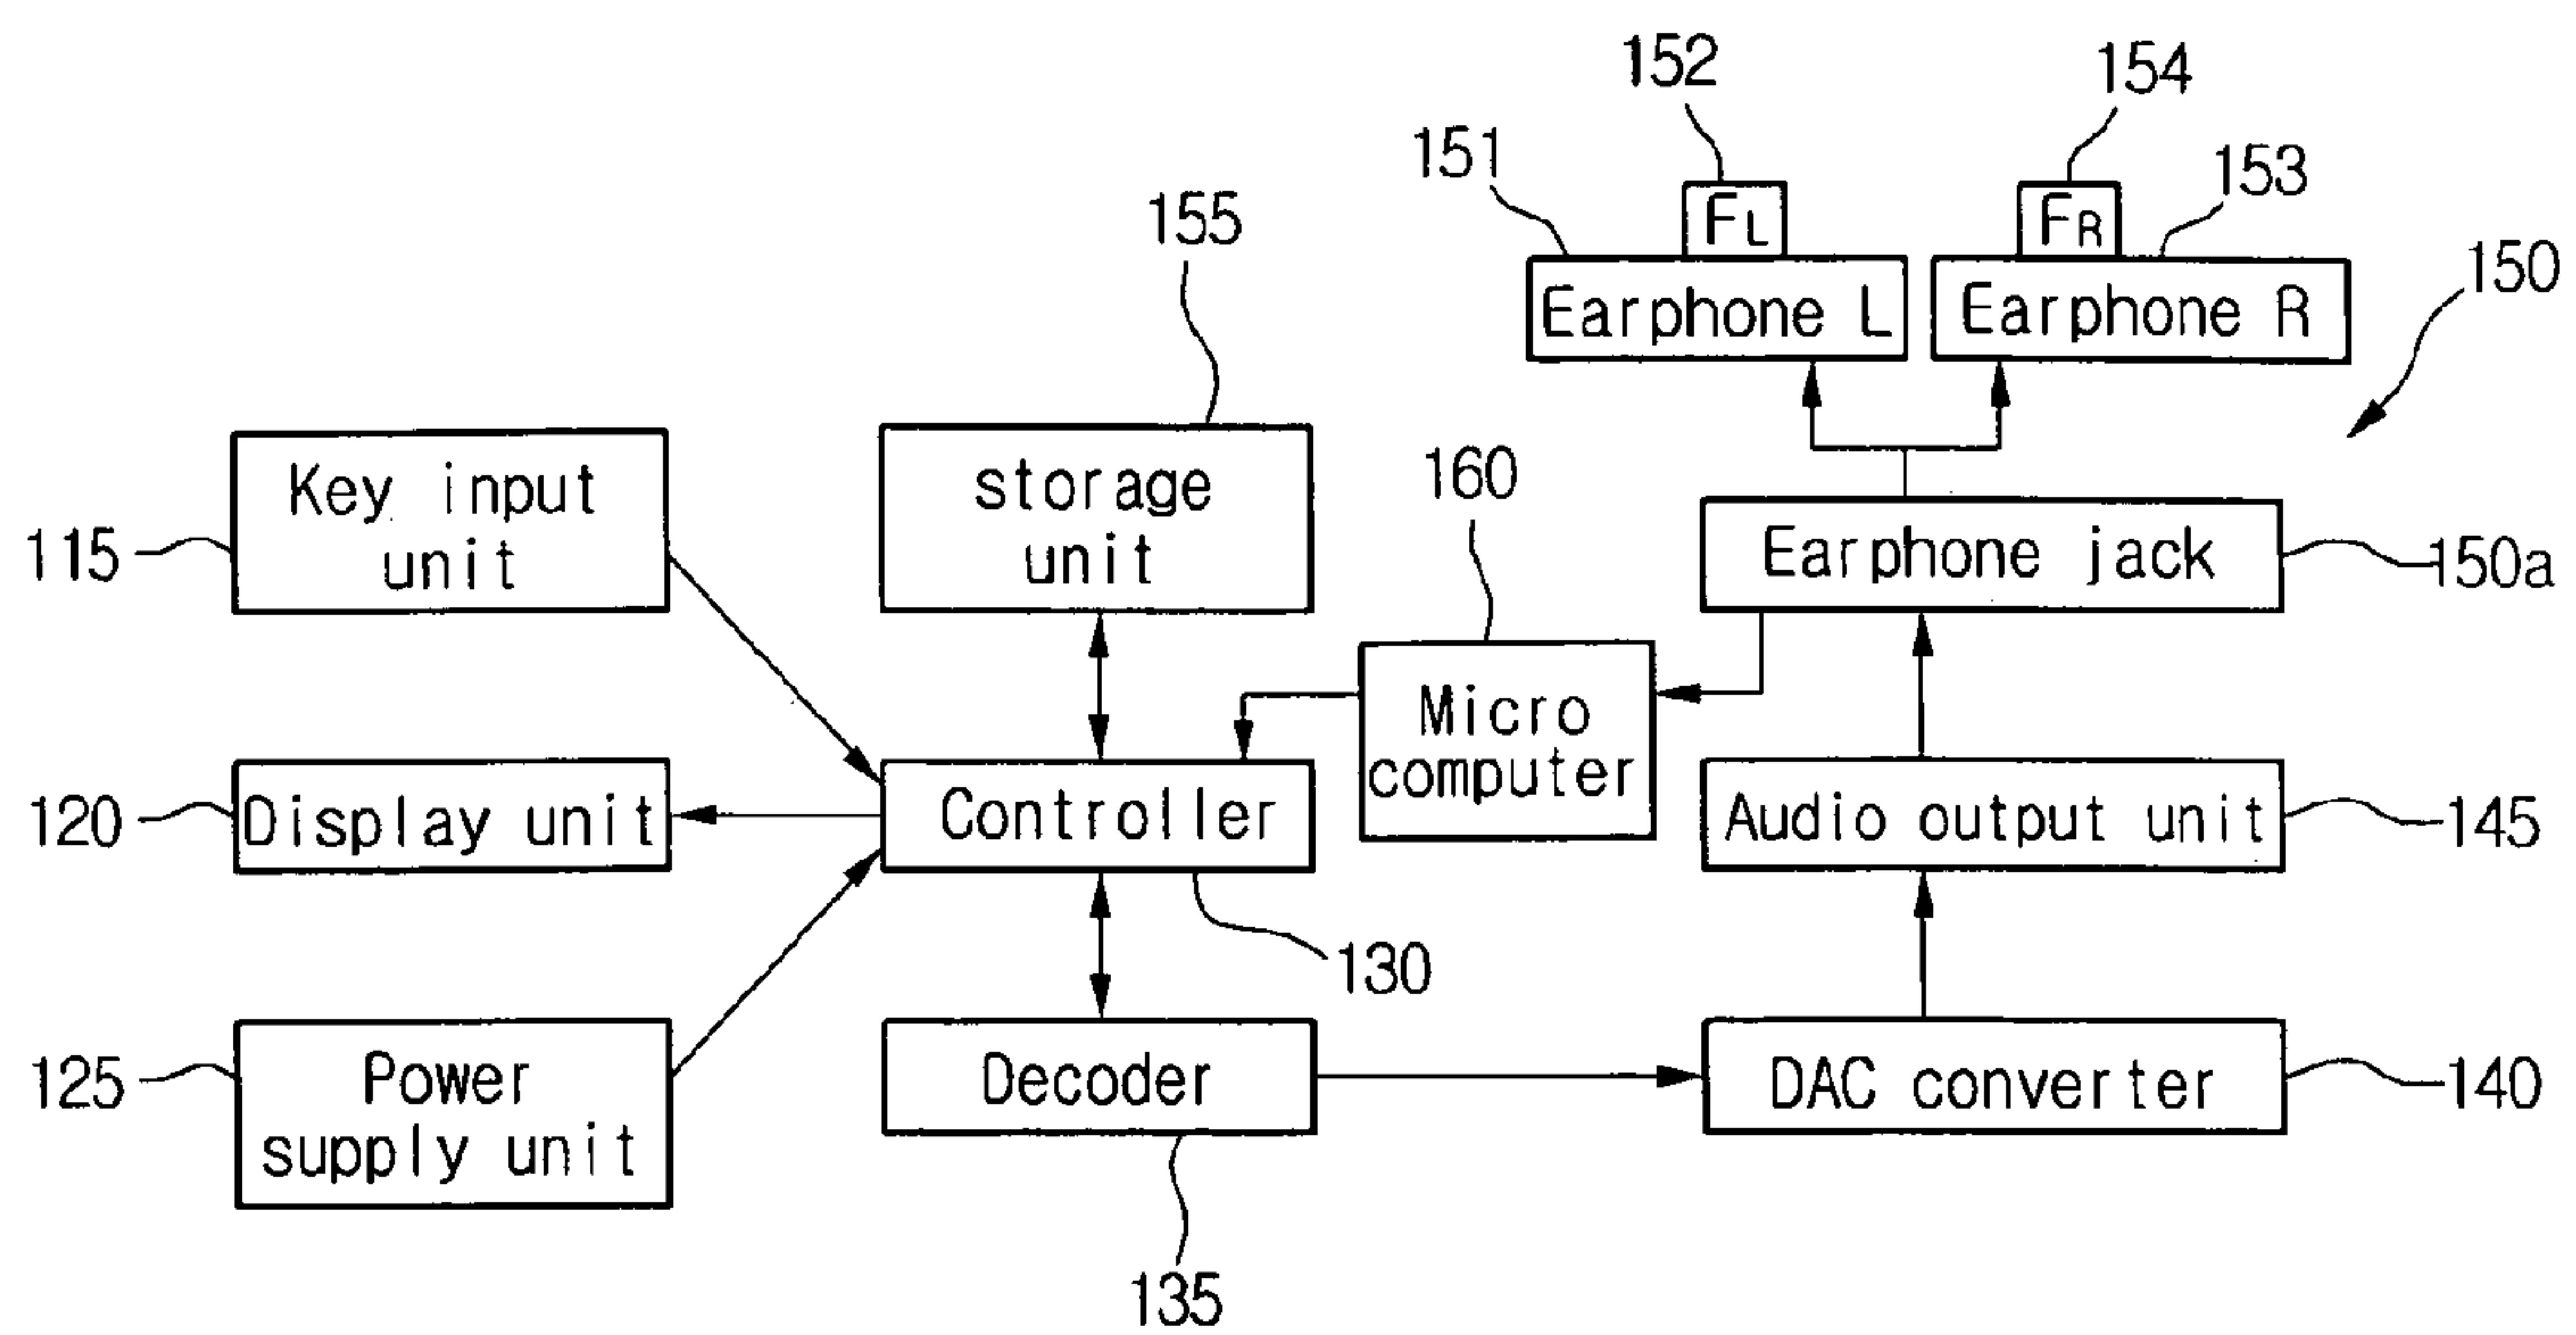 152
154
151
153
FL
FR
155
150
Earphone L
Earphone R
Key input
unit
storage
unit
160
115
Earphone jack
150a
Micro
computer
120
Display unit
Controller
Audio output unit
145
130
125
Power
supply unit
Decoder
DAC converter
140
135